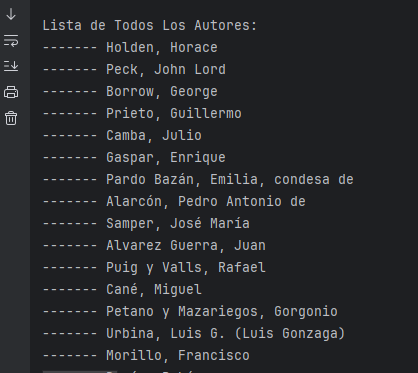 Lista de Todos Los Autores:
------- Holden, Horace
------- Peck, John Lord
------- Borrow, George
------- Prieto, Guillermo
------- Camba, Julio
------- Gaspar, Enrique
------- Pardo Bazán, Emilia, condesa de
------- Alarcón, Pedro Antonio de
------- Samper, José María
------- Alvarez Guerra, Juan
------- Puig y Valls, Rafael
------- Cané, Miguel
------- Petano y Mazariegos, Gorgonio
------- Urbina, Luis G. (Luis Gonzaga)
------- Morillo, Francisco